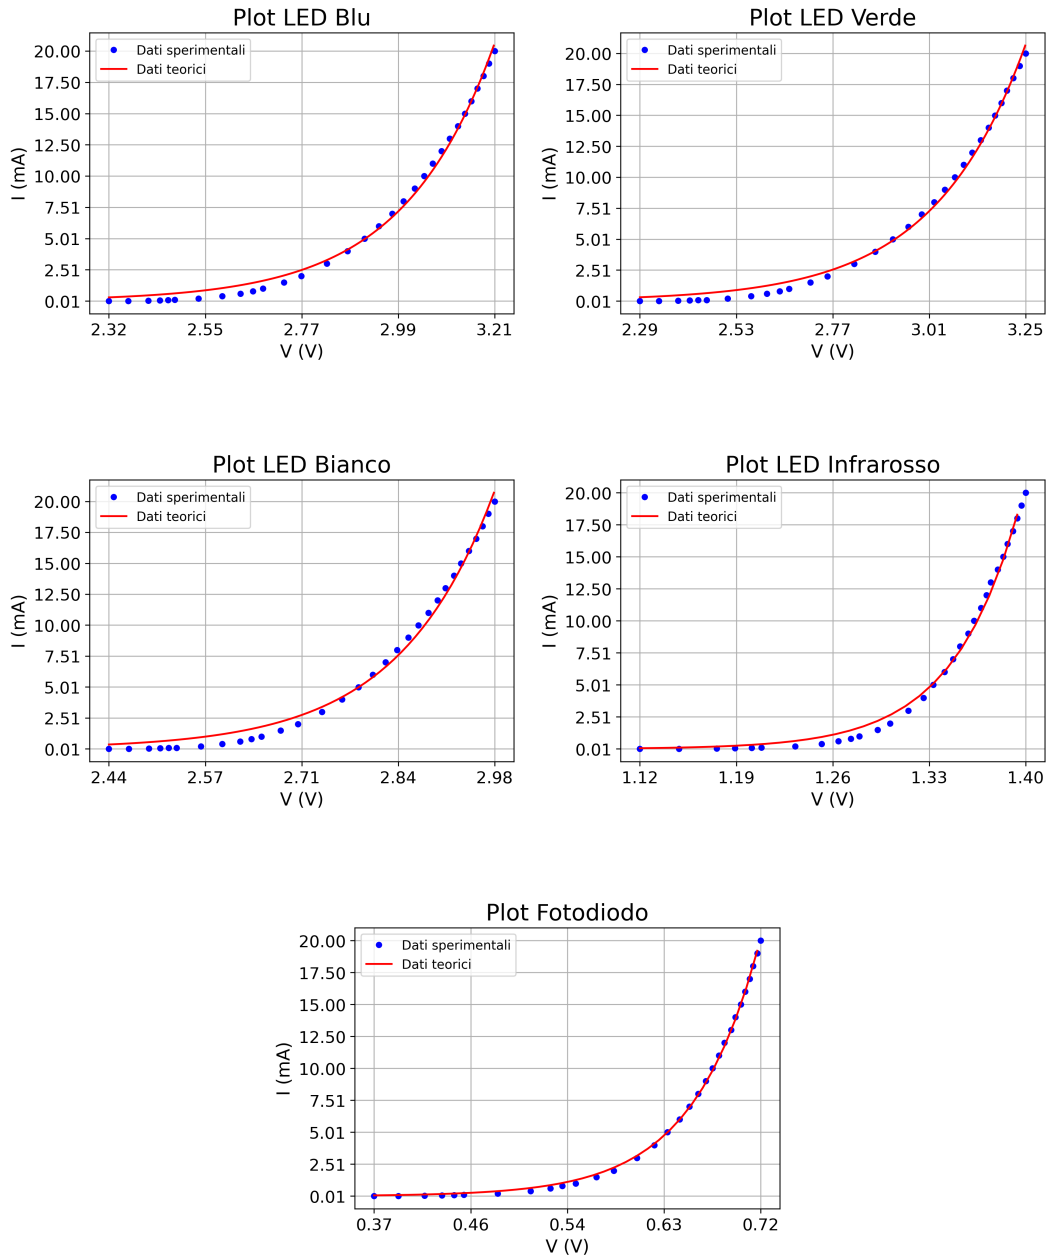 Plot LED Blu
Dati sperimentali
Dati teorici
I (mA)
20.00
17.50
15.00
12.50
10.00
7.51
5.01
2.51
0.01
2.32 2.55 2.77 2.99 3.21
V (V)
Plot LED Verde
Dati sperimentali
Dati teorici
I (mA)
20.00
17.50
15.00
12.50
10.00
7.51
5.01
2.51
0.01
2.29 2.53 2.77 3.01 3.25
V (V)
Plot LED Bianco
Dati sperimentali
Dati teorici
I (mA)
20.00
17.50
15.00
12.50
10.00
7.51
5.01
2.51
0.01
2.44 2.57 2.71 2.84 2.98
V (V)
Plot LED Infrarosso
Dati sperimentali
Dati teorici
I (mA)
20.00
17.50
15.00
12.50
10.00
7.51
5.01
2.51
0.01
1.12 1.19 1.26 1.33 1.40
V (V)
Plot Fotodiodo
Dati sperimentali
Dati teorici
I (mA)
20.00
17.50
15.00
12.50
10.00
7.51
5.01
2.51
0.01
0.37 0.46 0.54 0.63 0.72
V (V)